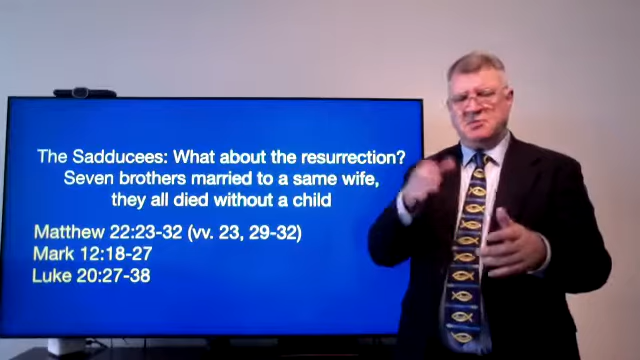 The Sadducees: What about the resurrection?
Seven brothers married to a same wife,
they all died without a child
Matthew 22:23-32 (vv. 23, 29-32)
Mark 12:18-27
Luke 20:27-38